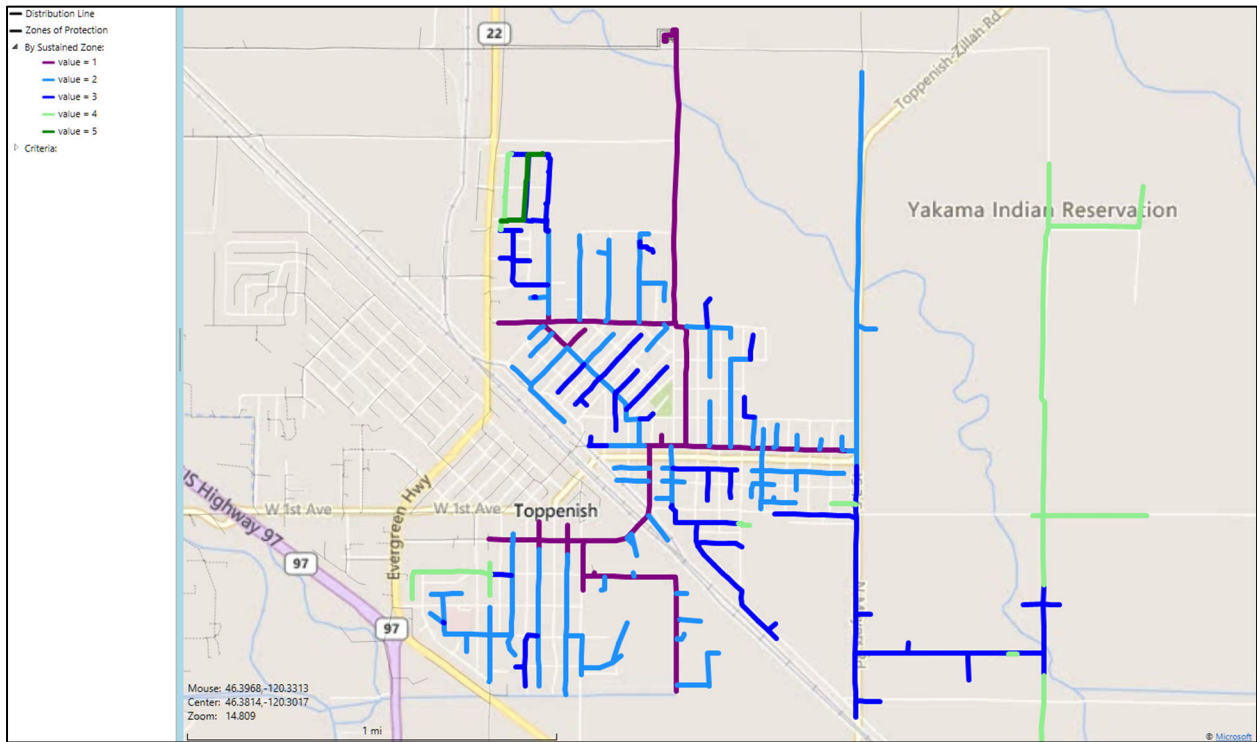 Distribution Line
Zones of Protection
By Sustained Zone:
value = 1
value = 2
value = 3
value = 4
value = 5
Criteria:
22
Toppenish-Zillah Rd
Yakama Indian Reservation
US Highway 97
W 1st Ave
W 1st Ave
Toppenish
Evergreen Hwy
97
97
N Myers Rd
Mouse: 46.3968,-120.3313
Center: 46.3814,-120.3017
Zoom: 14.809
1 mi
© Microsoft